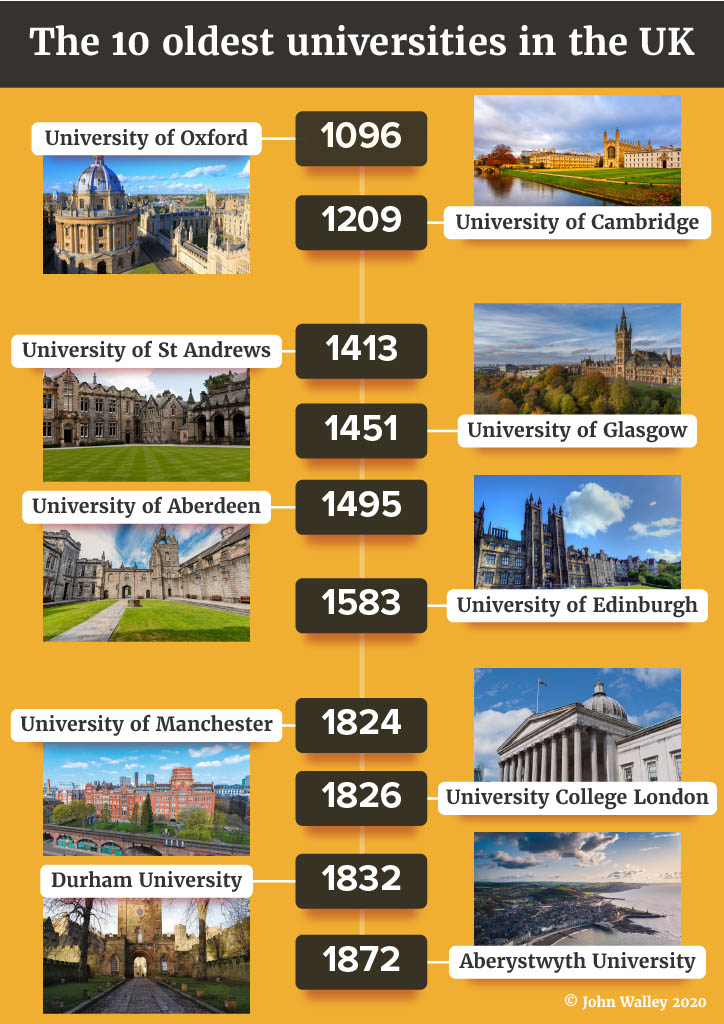 The 10 oldest universities in the UK
University of Oxford
1096
1209
University of Cambridge
University of St Andrews
1413
1451
University of Glasgow
University of Aberdeen
1495
1583
University of Edinburgh
University of Manchester
1824
1826
University College London
Durham University
1832
1872
Aberystwyth University
© John Walley 2020